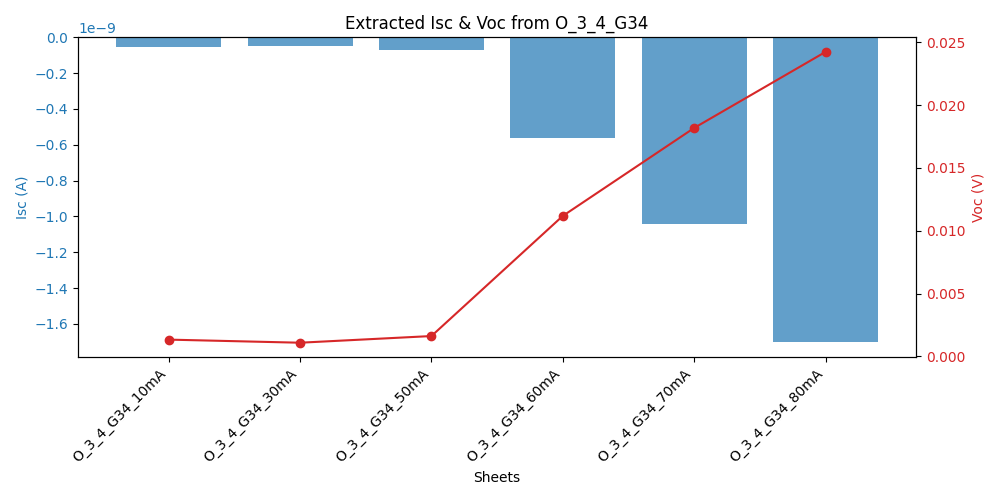 Extracted Isc & Voc from O_3_4_G34
1e−9
0.0
−0.2
−0.4
−0.6
−0.8
−1.0
−1.2
−1.4
−1.6
Isc (A)
0.025
0.020
0.015
0.010
0.005
0.000
Voc (V)
O_3_4_G34_10mA
O_3_4_G34_30mA
O_3_4_G34_50mA
O_3_4_G34_60mA
O_3_4_G34_70mA
O_3_4_G34_80mA
Sheets